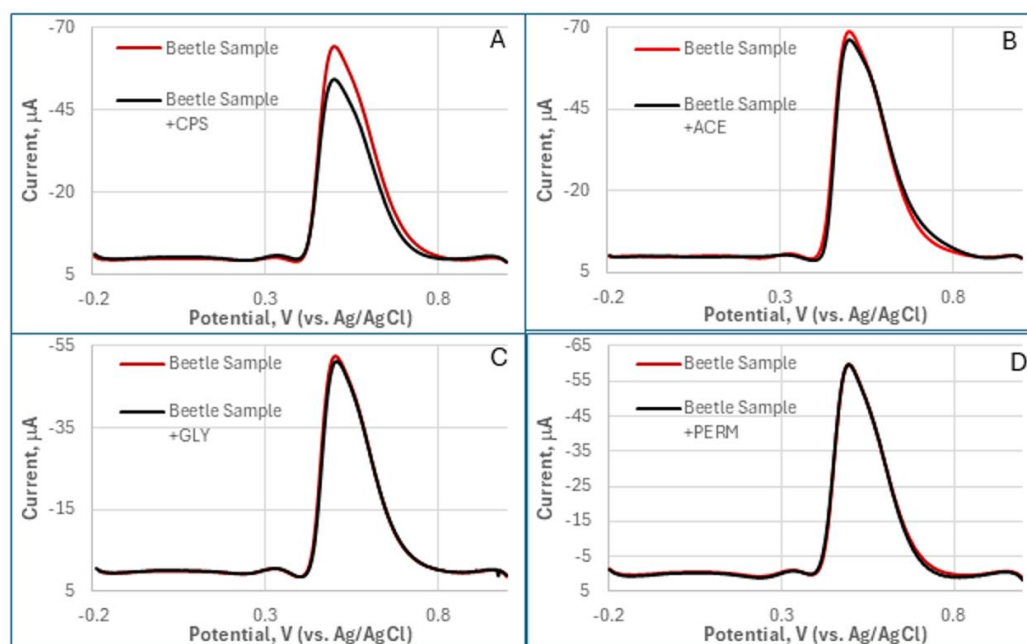 A
-70
-45
-20
5
Current, µA
Beetle Sample
Beetle Sample
+CPS
-0.2 0.3 0.8
Potential, V (vs. Ag/AgCl)
B
-70
-45
-20
5
Current, µA
Beetle Sample
Beetle Sample
+ACE
-0.2 0.3 0.8
Potential, V (vs. Ag/AgCl)
C
-55
-35
-15
5
Current, µA
Beetle Sample
Beetle Sample
+GLY
-0.2 0.3 0.8
Potential, V (vs. Ag/AgCl)
D
-65
-55
-45
-35
-25
-15
-5
5
Current, µA
Beetle Sample
Beetle Sample
+PERM
-0.2 0.3 0.8
Potential, V (vs. Ag/AgCl)